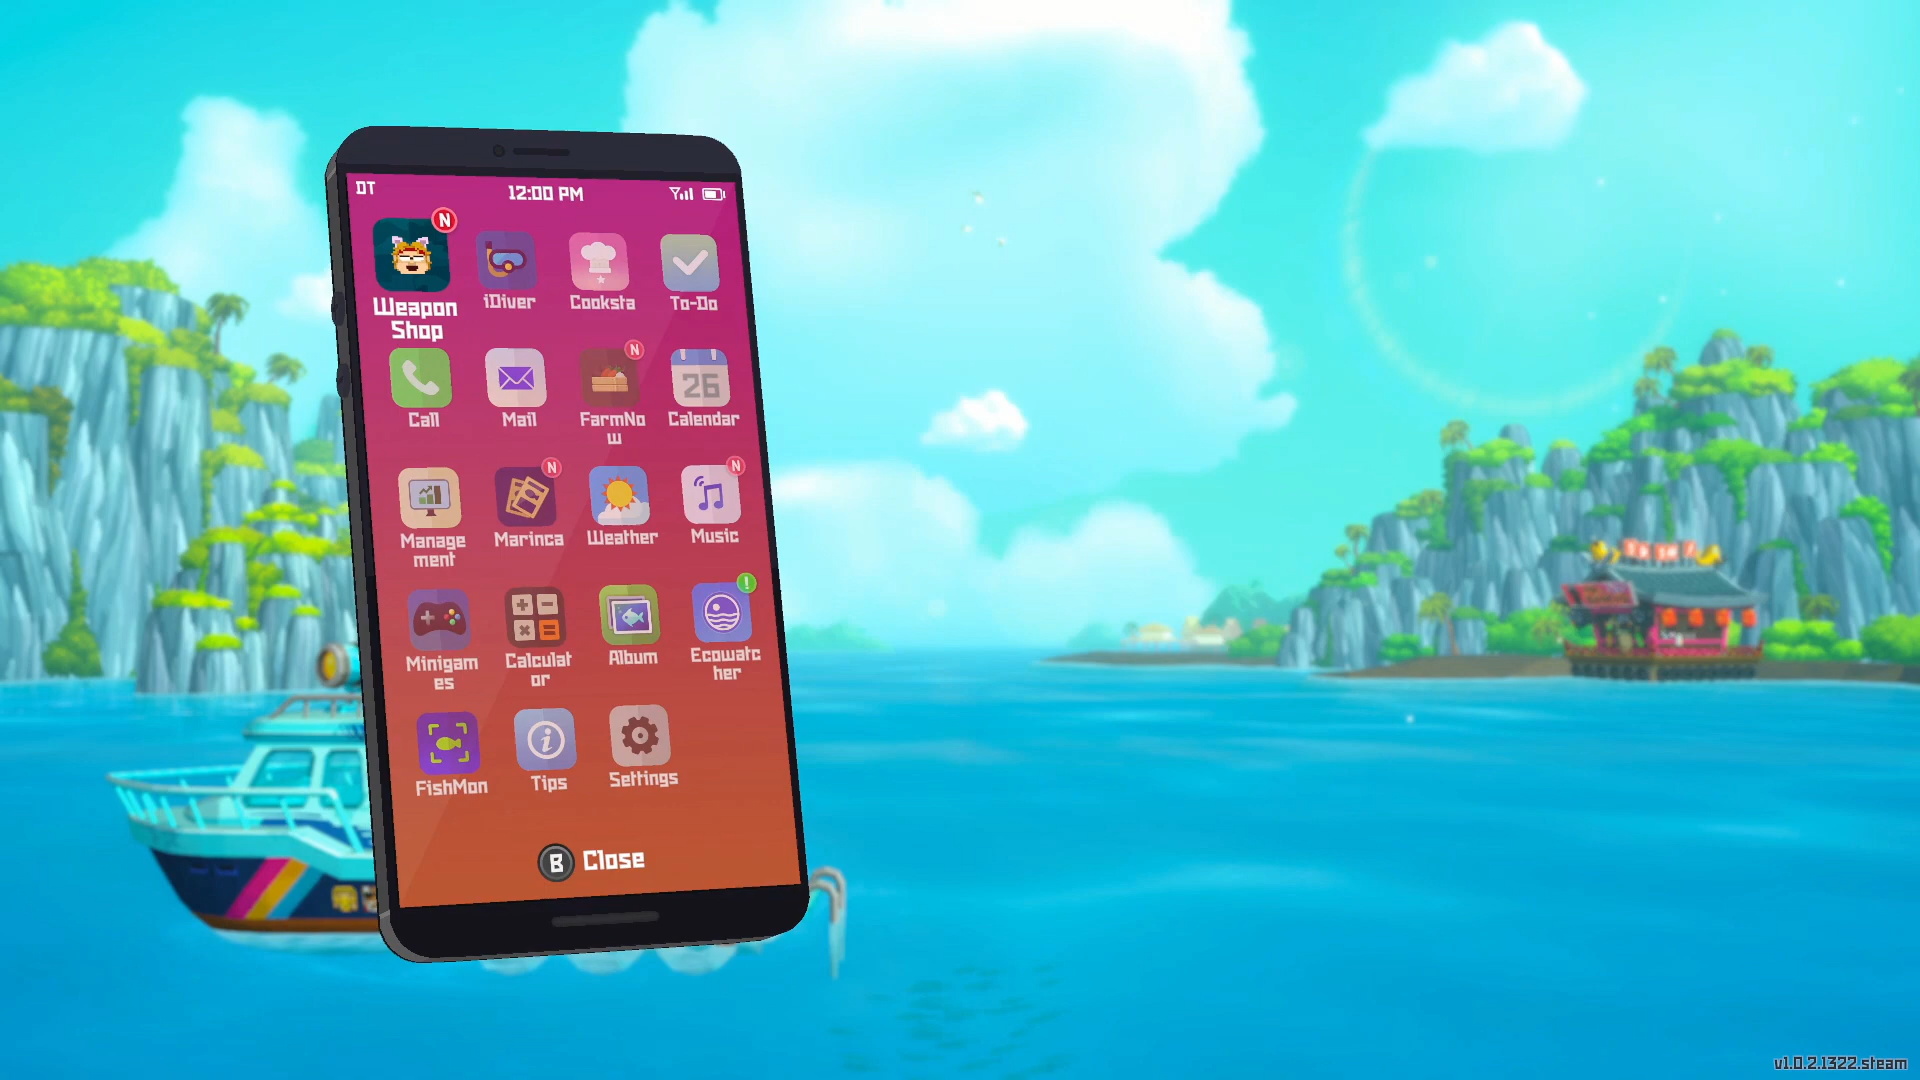 DT
12:00 PM
N
Weapon
Shop
iDiver
Cooksta
To-Do
N
26
Call
Mail
FarmNo
w
Calendar
N
N
Manage
ment
Marinca
Weather
Music
!
Minigam
es
Calculat
or
Album
Ecowatc
her
i
FishMon
Tips
Settings
B Close
v1.0.2.1322.steam